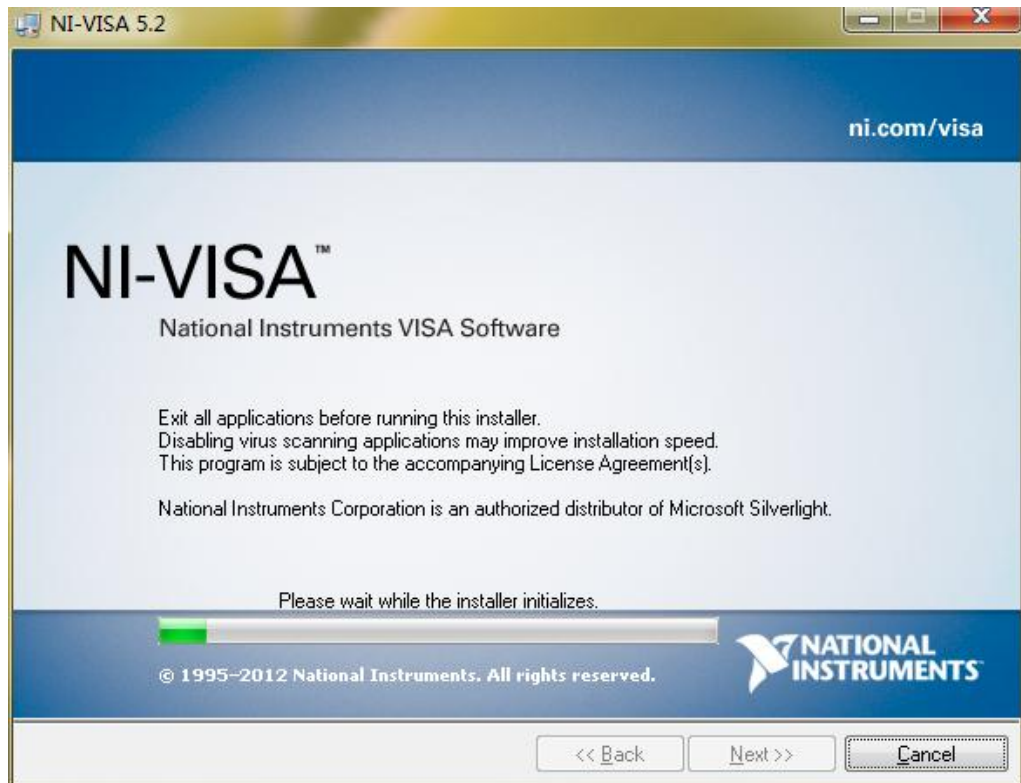 NI-VISA 5.2
ni.com/visa
NI-VISA™
National Instruments VISA Software
Exit all applications before running this installer.
Disabling virus scanning applications may improve installation speed.
This program is subject to the accompanying License Agreement(s).
National Instruments Corporation is an authorized distributor of Microsoft Silverlight.
Please wait while the installer initializes.
NATIONAL
INSTRUMENTS
© 1995–2012 National Instruments. All rights reserved.
<< Back Next >> Cancel